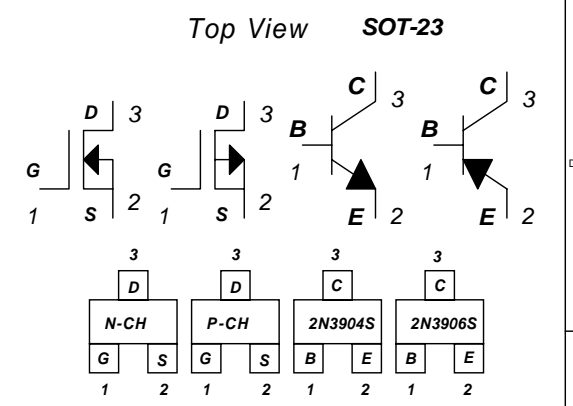 Top View SOT-23
D 3 D 3 C 3 C 3
B B
G G 1 1
1 S 2 1 S 2 E 2 E 2
3 3 3 3
D D C C
N-CH P-CH 2N3904S 2N3906S
G S G S B E B E
1 2 1 2 1 2 1 2